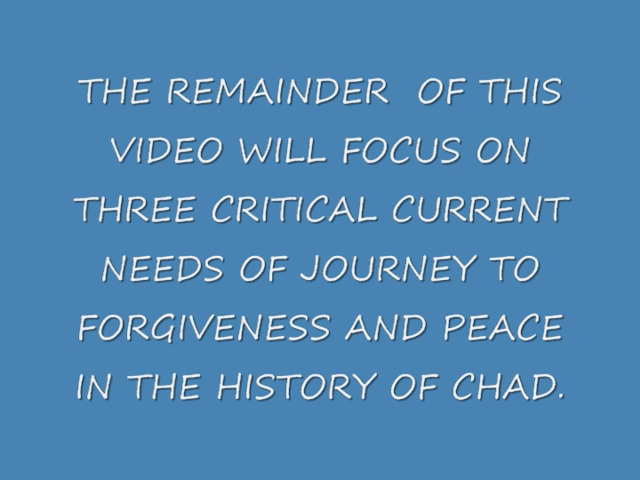 THE REMAINDER OF THIS
VIDEO WILL FOCUS ON
THREE CRITICAL CURRENT
NEEDS OF JOURNEY TO
FORGIVENESS AND PEACE
IN THE HISTORY OF CHAD.